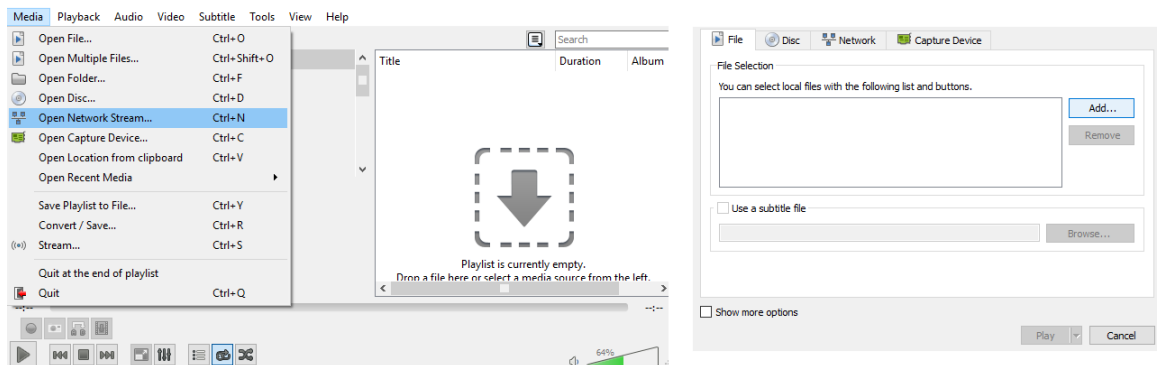 Media Playback Audio Video Subtitle Tools View Help
Open File... Ctrl+O
Open Multiple Files... Ctrl+Shift+O
Open Folder... Ctrl+F
Open Disc... Ctrl+D
Open Network Stream... Ctrl+N
Open Capture Device... Ctrl+C
Open Location from clipboard Ctrl+V
Open Recent Media
Save Playlist to File... Ctrl+Y
Convert / Save... Ctrl+R
Stream... Ctrl+S
Quit at the end of playlist
Quit Ctrl+Q
Search
Title Duration Album
Playlist is currently empty.
Drop a file here or select a media source from the left.
--:-- --:--
64%
File Disc Network Capture Device
File Selection
You can select local files with the following list and buttons.
Add...
Remove
Use a subtitle file
Browse...
Show more options
Play Cancel